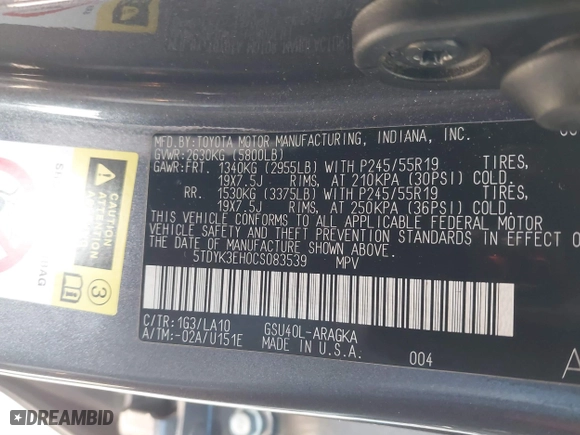 MFD.BY:TOYOTA MOTOR MANUFACTURING, INDIANA, INC.
GVWR:2630KG (5800LB)
GAWR:FRT. 1340KG (2955LB) WITH P245/55R19 TIRES,
19X7.5J RIMS, AT 210KPA (30PSI) COLD.
RR. 1530KG (3375LB) WITH P245/55R19 TIRES,
19X7.5J RIMS, AT 250KPA (36PSI) COLD.
THIS VEHICLE CONFORMS TO ALL APPLICABLE FEDERAL MOTOR
VEHICLE SAFETY AND THEFT PREVENTION STANDARDS IN EFFECT O
THE DATE OF MANUFACTURE SHOWN ABOVE.
5TDYK3EH0CS083539 MPV
C/TR:1G3/LA10 GSU40L-ARAGKA
A/TM:-02A/U151E MADE IN U.S.A. 004
CAUTION
3
DREAMBID